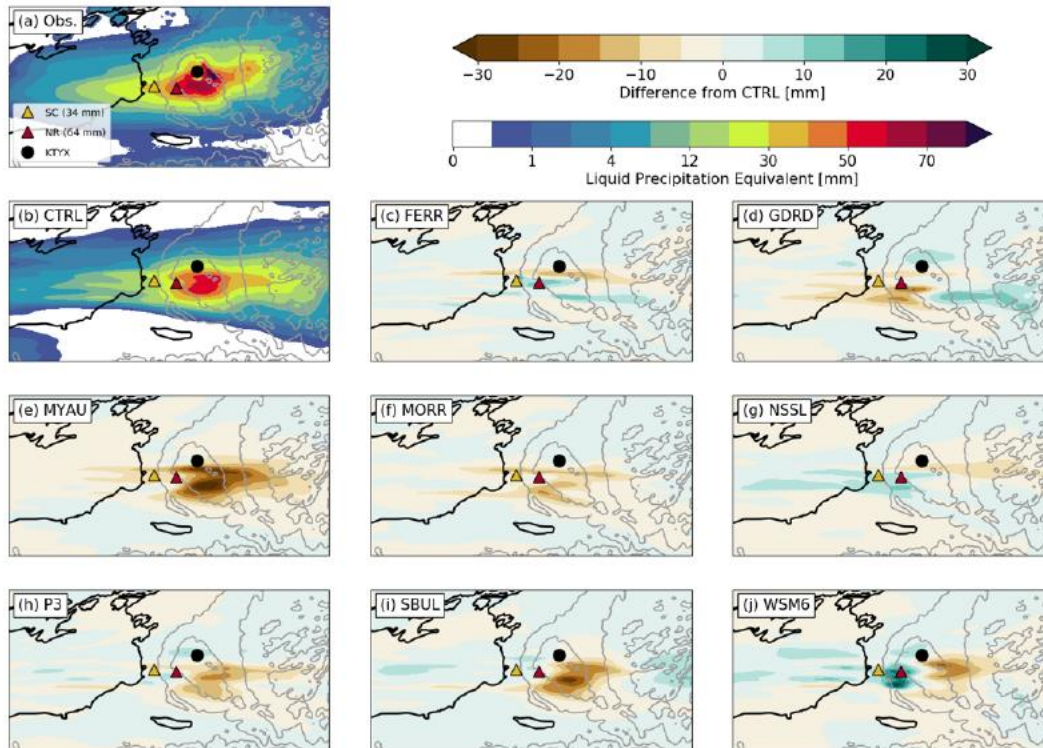 (a) Obs.
SC (34 mm)
NR (64 mm)
KTYX
−30 −20 −10 0 10 20 30
Difference from CTRL [mm]
0 1 4 12 30 50 70
Liquid Precipitation Equivalent [mm]
(b) CTRL
(c) FERR
(d) GDRD
(e) MYAU
(f) MORR
(g) NSSL
(h) P3
(i) SBUL
(j) WSM6